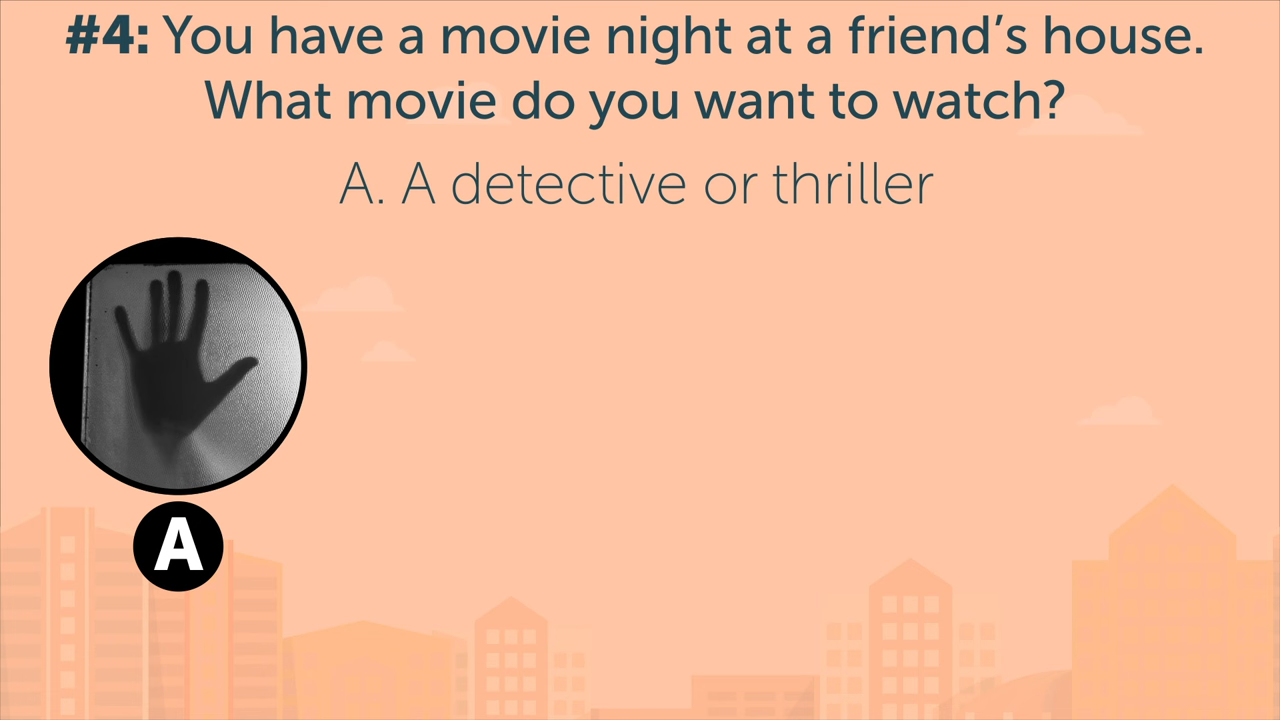 #4: You have a movie night at a friend’s house.
What movie do you want to watch?
A. A detective or thriller
A